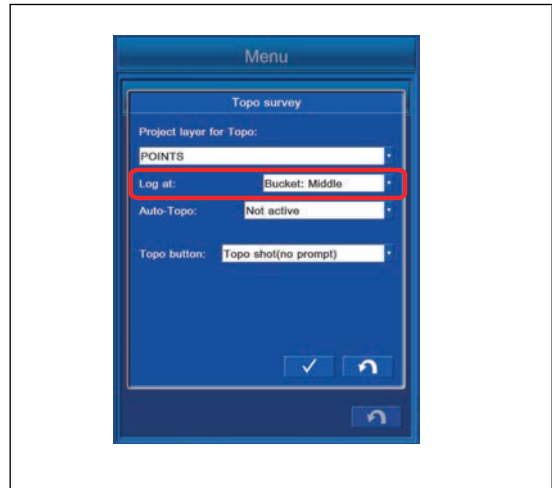 Menu
Topo survey
Project layer for Topo:
POINTS
Log at: Bucket: Middle
Auto-Topo: Not active
Topo button: Topo shot(no prompt)